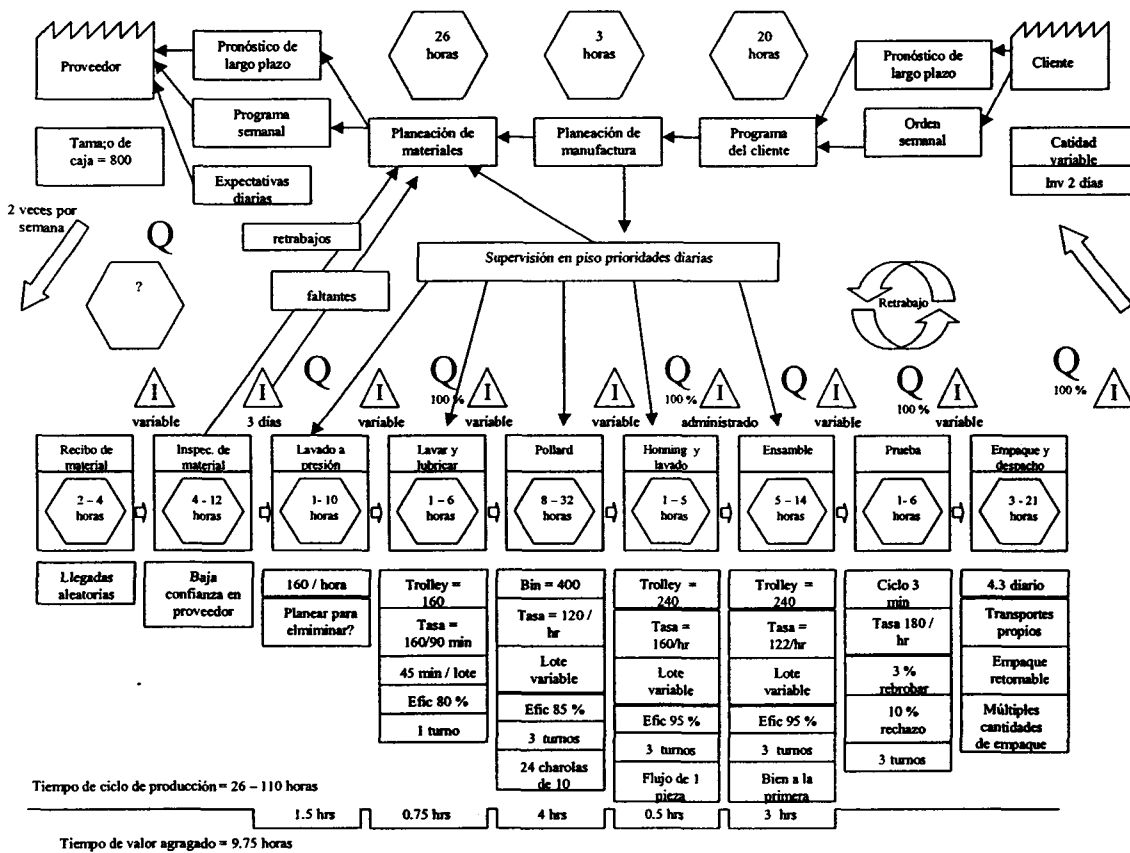 26
horas
3
horas
20
horas
Proveedor
Pronóstico de
largo plazo
Pronóstico de
largo plazo
Cliente
Programa
semanal
Planeación de
materiales
Planeación de
manufactura
Programa
del cliente
Orden
semanal
Tama;o de
caja = 800
Expectativas
diarias
Catidad
variable
Inv 2 días
2 veces por
semana
Q
retrabajos
Supervisión en piso prioridades diarias
?
faltantes
Retrabajo
I
variable
I
3 días
Q
I
variable
Q
100 %
I
variable
I
variable
Q
100 %
I
administrado
Q
I
variable
Q
100 %
I
variable
Q
100 %
I
Recibo de
material
2 – 4
horas
Llegadas
aleatorias
Inspec. de
material
4 - 12
horas
Baja
confianza en
proveedor
Lavado a
presión
1- 10
horas
160 / hora
Planear para
elmiminar?
Lavar y
lubricar
1 – 6
horas
Trolley =
160
Tasa =
160/90 min
45 min / lote
Efic 80 %
1 turno
Pollard
8 – 32
horas
Bin = 400
Tasa = 120 /
hr
Lote
variable
Efic 85 %
3 turnos
24 charolas
de 10
Honning y
lavado
1 – 5
horas
Trolley =
240
Tasa =
160/hr
Lote
variable
Efic 95 %
3 turnos
Flujo de 1
pieza
Ensamble
5 - 14
horas
Trolley =
240
Tasa =
122/hr
Lote
variable
Efic 95 %
3 turnos
Bien a la
primera
Prueba
1- 6
horas
Ciclo 3
min
Tasa 180 /
hr
3 %
rebrobar
10 %
rechazo
3 turnos
Empaque y
despacho
3 - 21
horas
4.3 diario
Transportes
propios
Empaque
retornable
Múltiples
cantidades
de empaque
Tiempo de ciclo de producción = 26 – 110 horas
1.5 hrs
0.75 hrs
4 hrs
0.5 hrs
3 hrs
Tiempo de valor agragado = 9.75 horas